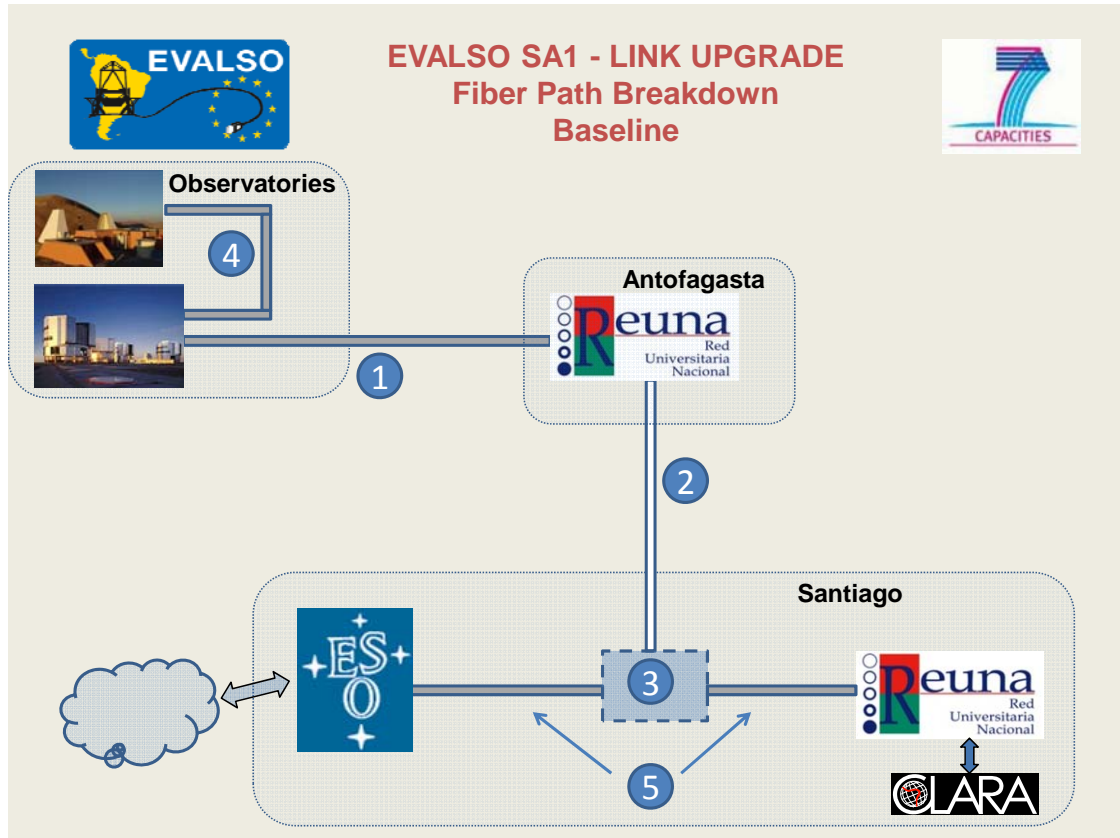 EVALSO
EVALSO SA1 - LINK UPGRADE
Fiber Path Breakdown
Baseline
7
CAPACITIES
Observatories
4
Antofagasta
Reuna
Red
Universitaria
Nacional
1
2
Santiago
ES
O
3
Reuna
Red
Universitaria
Nacional
5
CLARA